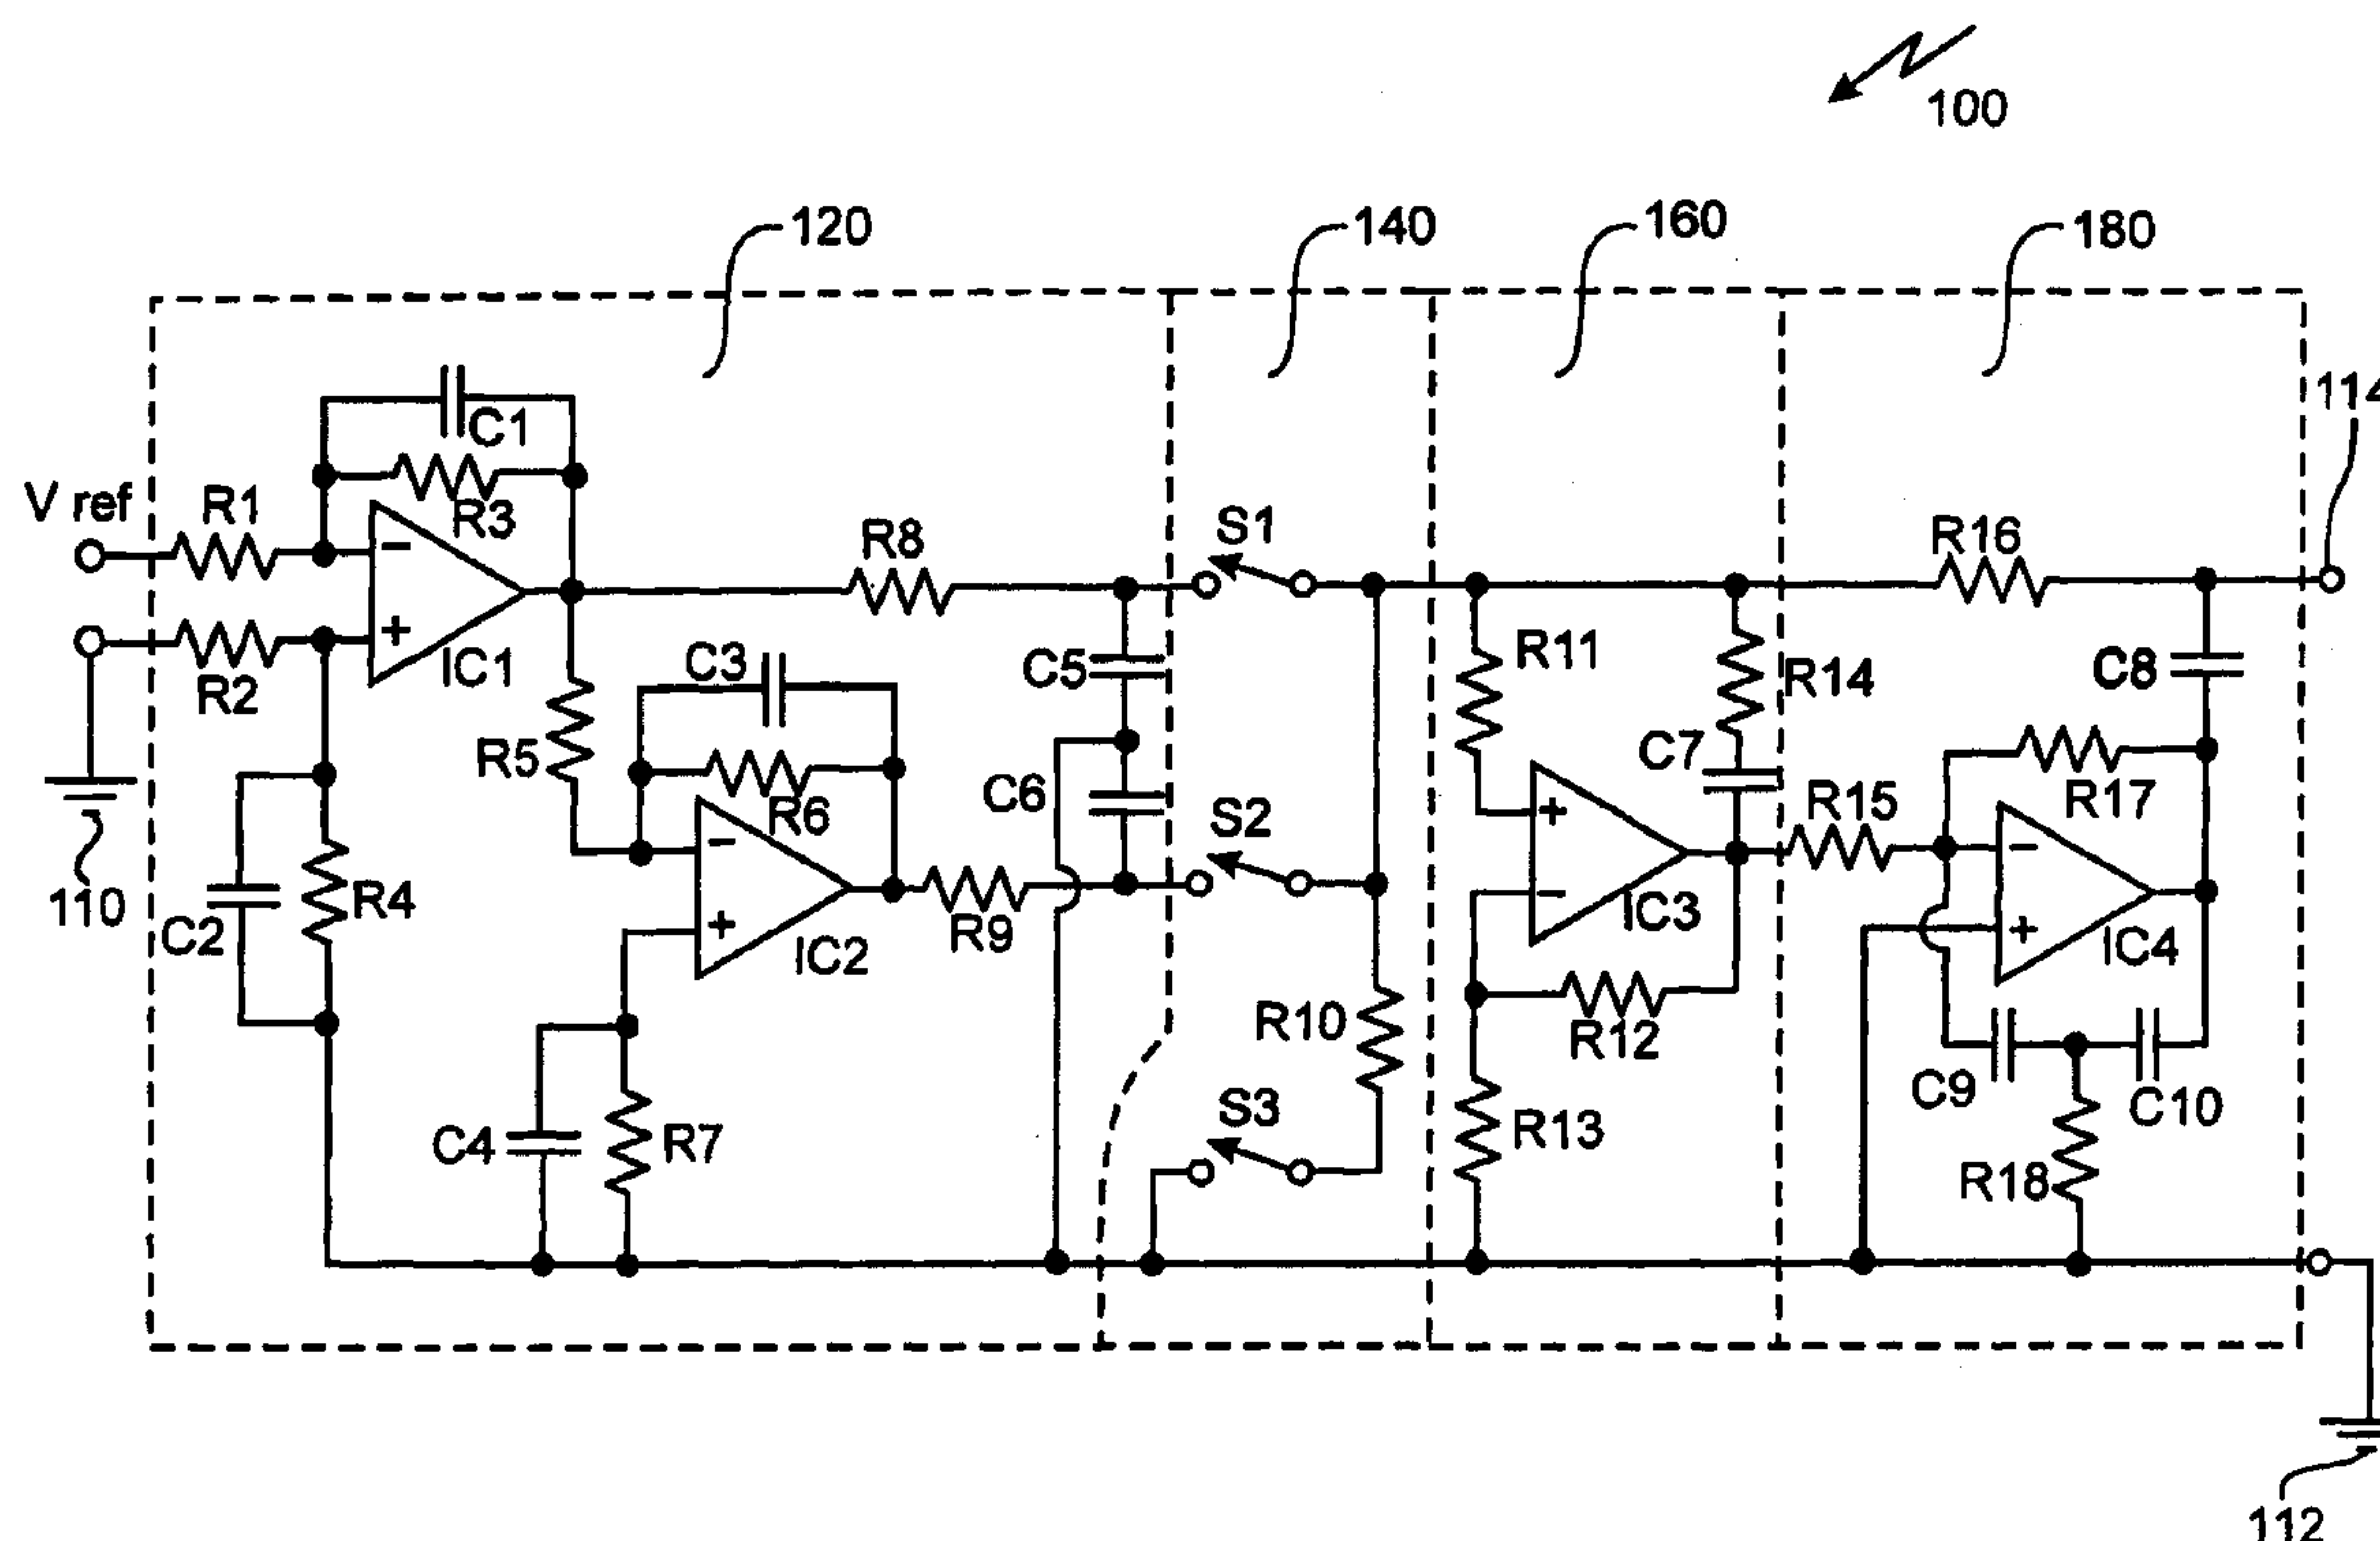 100
120
140
160
180
114
C1
V ref
R1
R3
R8
S1
R16
IC1
R2
C3
C5
R11
R14
C8
R5
C7
R6
C6
S2
R15
R17
110
C2
R4
IC2
R9
IC3
IC4
R10
R12
C9
C10
S3
C4
R7
R13
R18
112
− + − + + − − +